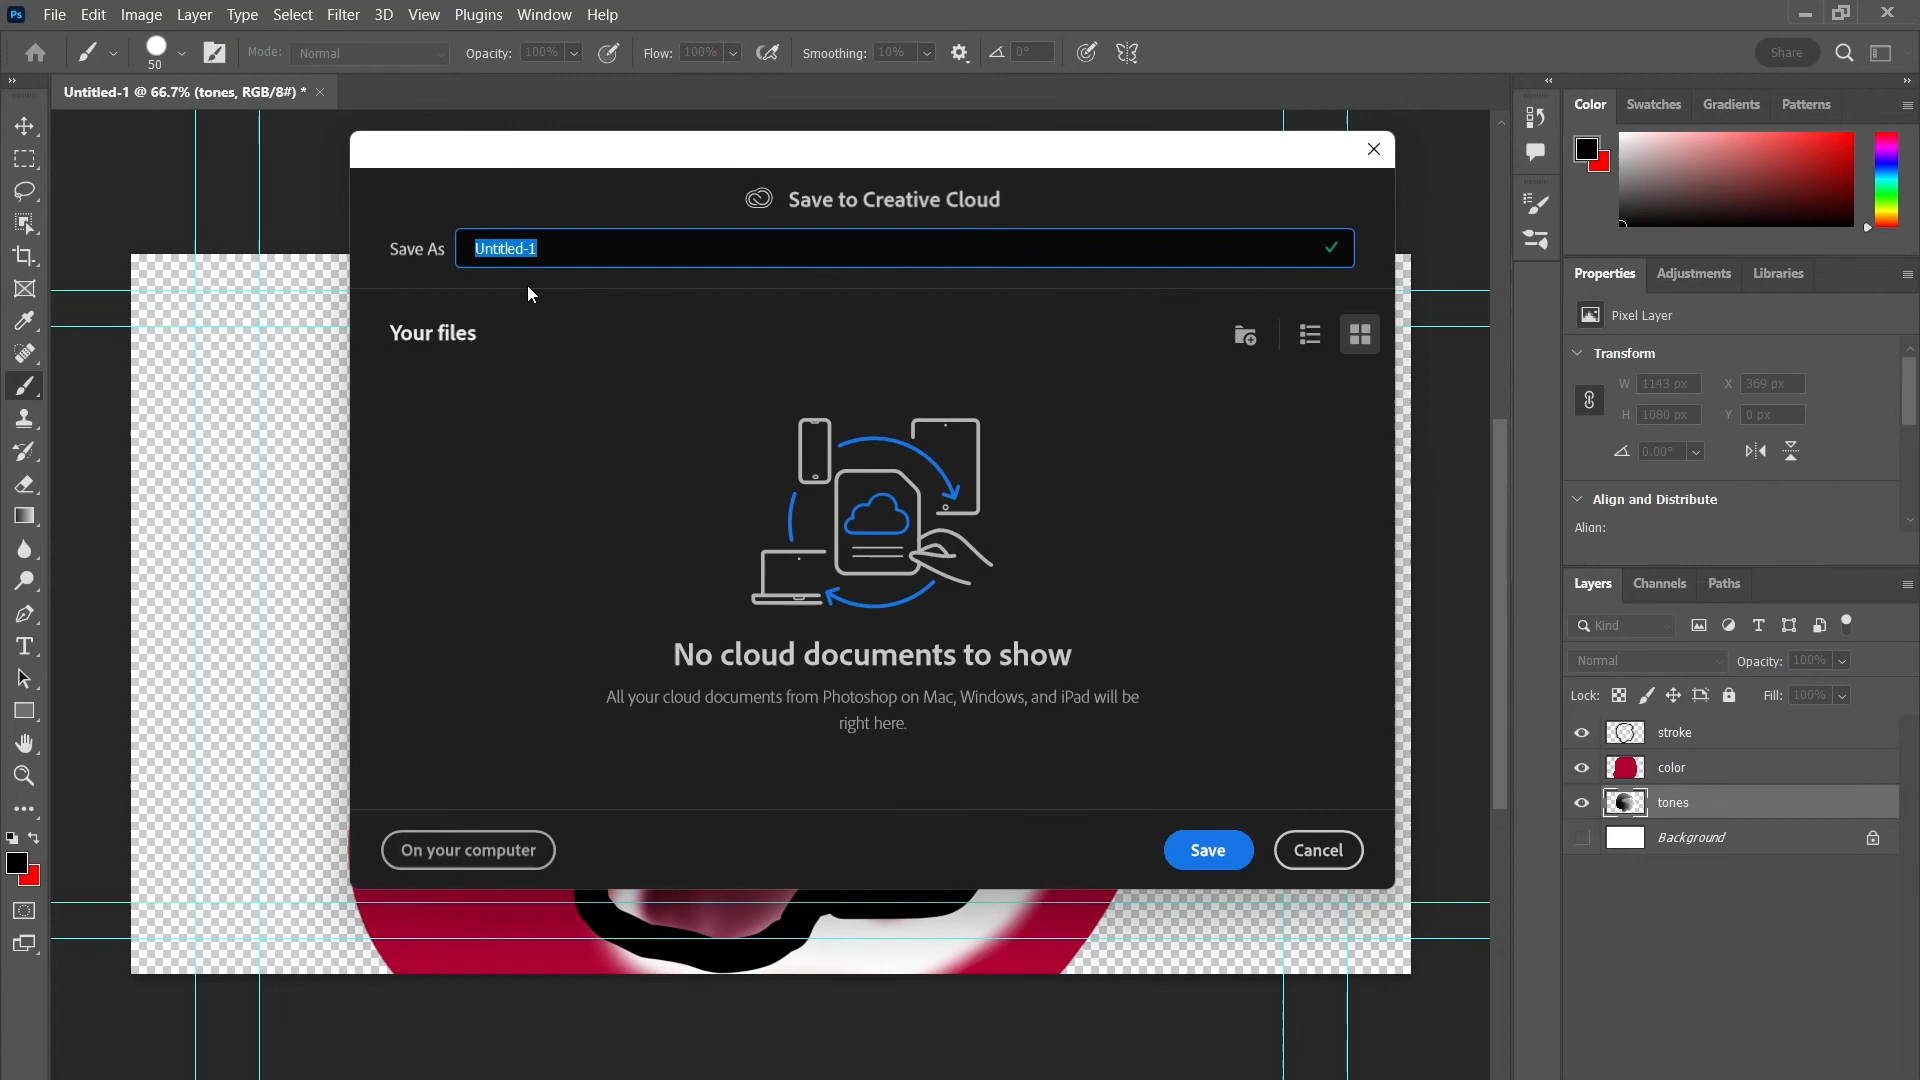 Ps File Edit Image Layer Type Select Filter 3D View Plugins Window Help
50 Mode: Normal Opacity: 100% Flow: 100% Smoothing: 10% 0° Share
Untitled-1 @ 66.7% (tones, RGB/8#) *
Save to Creative Cloud
Save As Untitled-1
Your files
No cloud documents to show
All your cloud documents from Photoshop on Mac, Windows, and iPad will be
right here.
On your computer Save Cancel
Color Swatches Gradients Patterns
Properties Adjustments Libraries
Pixel Layer
Transform
W 1143 px X 369 px
H 1080 px Y 0 px
0.00°
Align and Distribute
Align:
Layers Channels Paths
Kind
Normal Opacity: 100%
Lock: Fill: 100%
stroke
color
tones
Background